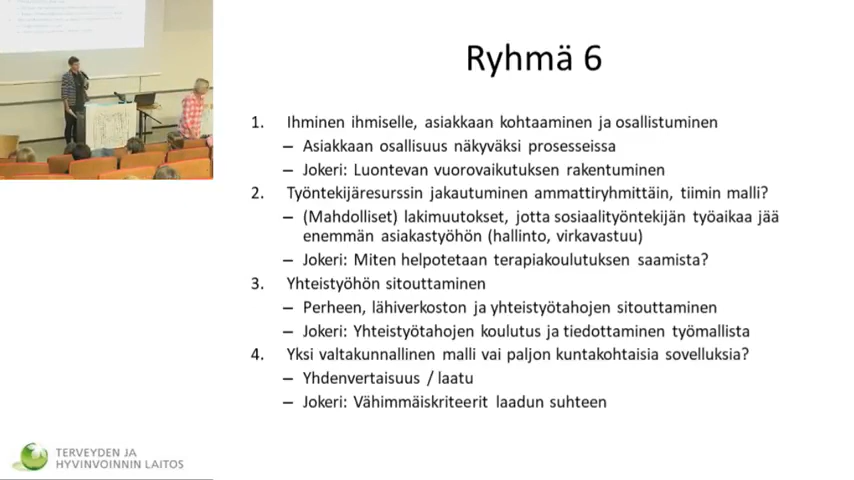 Ryhmä 6
1. Ihminen ihmiselle, asiakkaan kohtaaminen ja osallistuminen
– Asiakkaan osallisuus näkyväksi prosesseissa
– Jokeri: Luontevan vuorovaikutuksen rakentuminen
2. Työntekijäresurssin jakautuminen ammattiryhmittäin, tiimin malli?
– (Mahdolliset) lakimuutokset, jotta sosiaalityöntekijän työaikaa jää
enemmän asiakastyöhön (hallinto, virkavastuu)
– Jokeri: Miten helpotetaan terapiakoulutuksen saamista?
3. Yhteistyöhön sitouttaminen
– Perheen, lähiverkoston ja yhteistyötahojen sitouttaminen
– Jokeri: Yhteistyötahojen koulutus ja tiedottaminen työmallista
4. Yksi valtakunnallinen malli vai paljon kuntakohtaisia sovelluksia?
– Yhdenvertaisuus / laatu
– Jokeri: Vähimmäiskriteerit laadun suhteen
TERVEYDEN JA
HYVINVOINNIN LAITOS